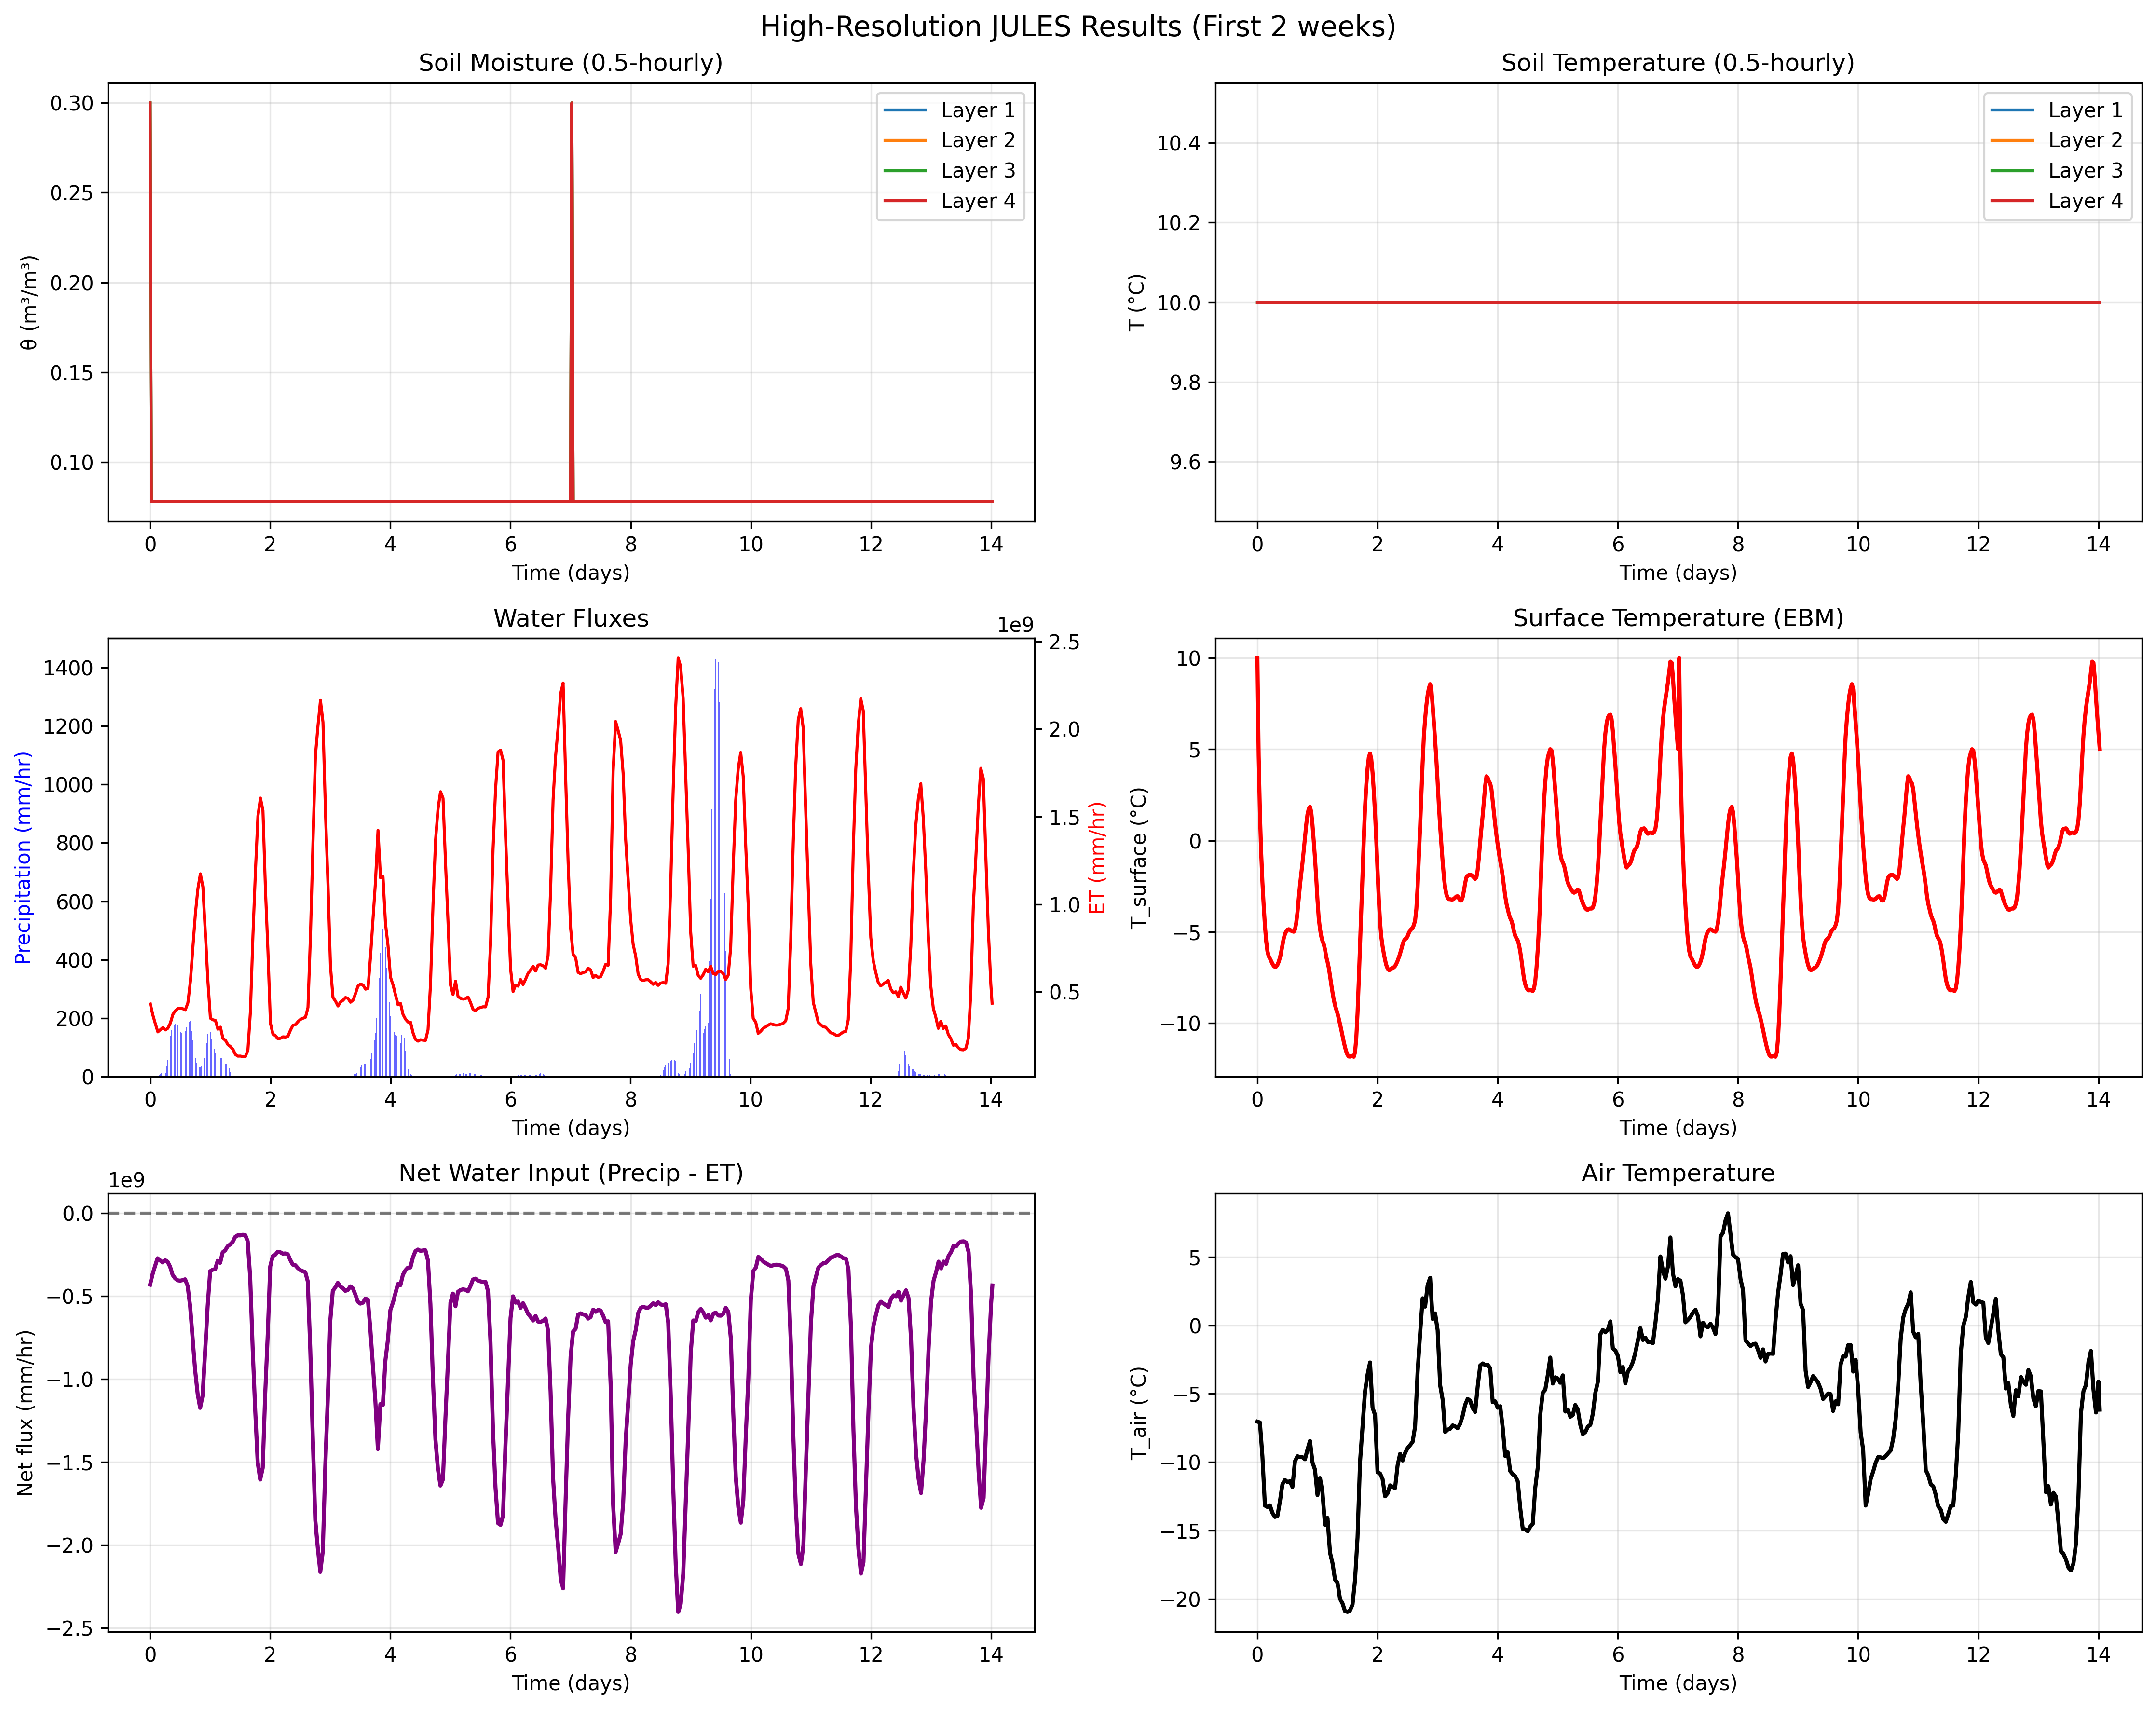 High-Resolution JULES Results (First 2 weeks)
Soil Moisture (0.5-hourly)
θ (m³/m³)
0.30
0.25
0.20
0.15
0.10
Layer 1
Layer 2
Layer 3
Layer 4
0 2 4 6 8 10 12 14
Time (days)
Soil Temperature (0.5-hourly)
T (°C)
10.4
10.2
10.0
9.8
9.6
Layer 1
Layer 2
Layer 3
Layer 4
0 2 4 6 8 10 12 14
Time (days)
Water Fluxes
Precipitation (mm/hr)
1400
1200
1000
800
600
400
200
0
1e9
2.5
2.0
1.5
1.0
0.5
ET (mm/hr)
0 2 4 6 8 10 12 14
Time (days)
Surface Temperature (EBM)
T_surface (°C)
10
5
0
−5
−10
0 2 4 6 8 10 12 14
Time (days)
Net Water Input (Precip - ET)
1e9
Net flux (mm/hr)
0.0
−0.5
−1.0
−1.5
−2.0
−2.5
0 2 4 6 8 10 12 14
Time (days)
Air Temperature
T_air (°C)
5
0
−5
−10
−15
−20
0 2 4 6 8 10 12 14
Time (days)